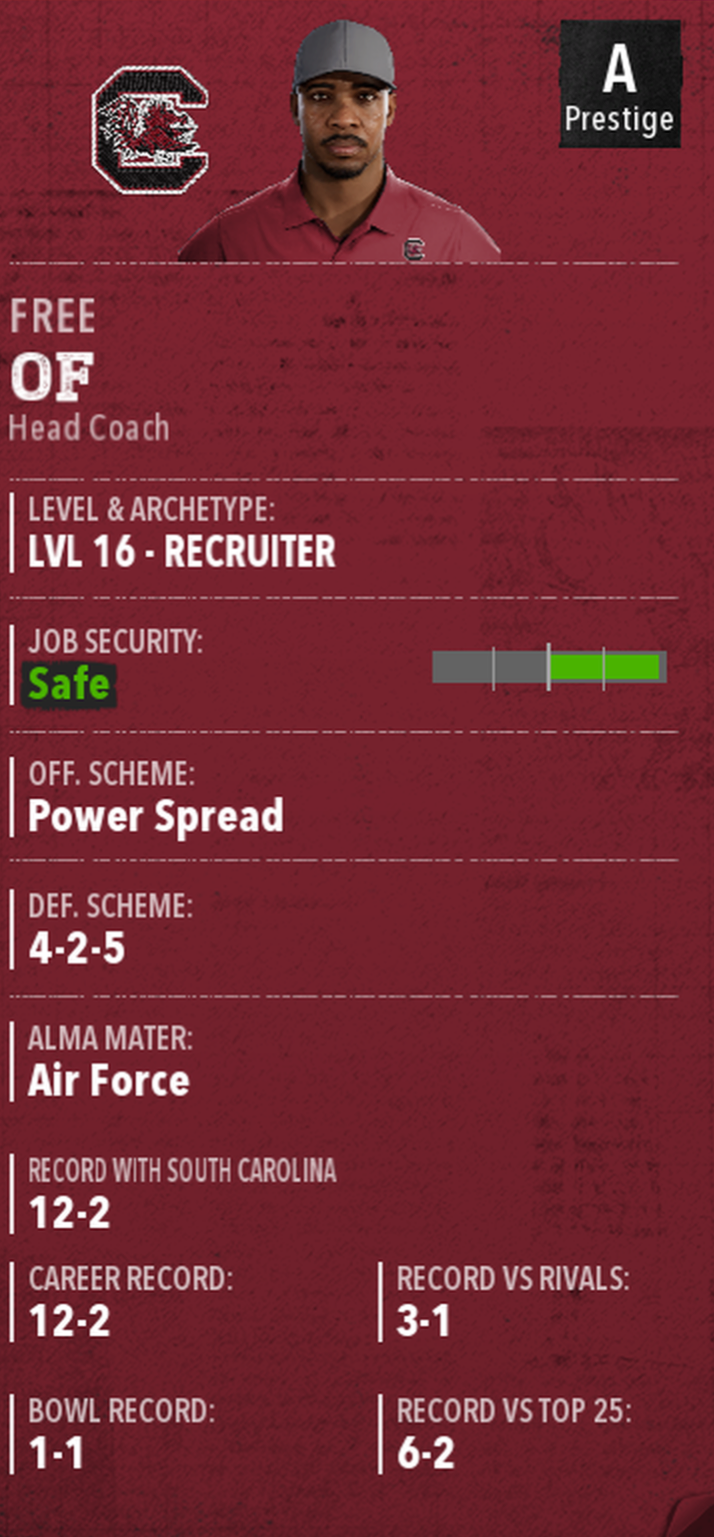 A
Prestige
FREE
OF
Head Coach
LEVEL & ARCHETYPE:
LVL 16 - RECRUITER
JOB SECURITY:
Safe
OFF. SCHEME:
Power Spread
DEF. SCHEME:
4-2-5
ALMA MATER:
Air Force
RECORD WITH SOUTH CAROLINA
12-2
CAREER RECORD:
12-2
RECORD VS RIVALS:
3-1
BOWL RECORD:
1-1
RECORD VS TOP 25:
6-2